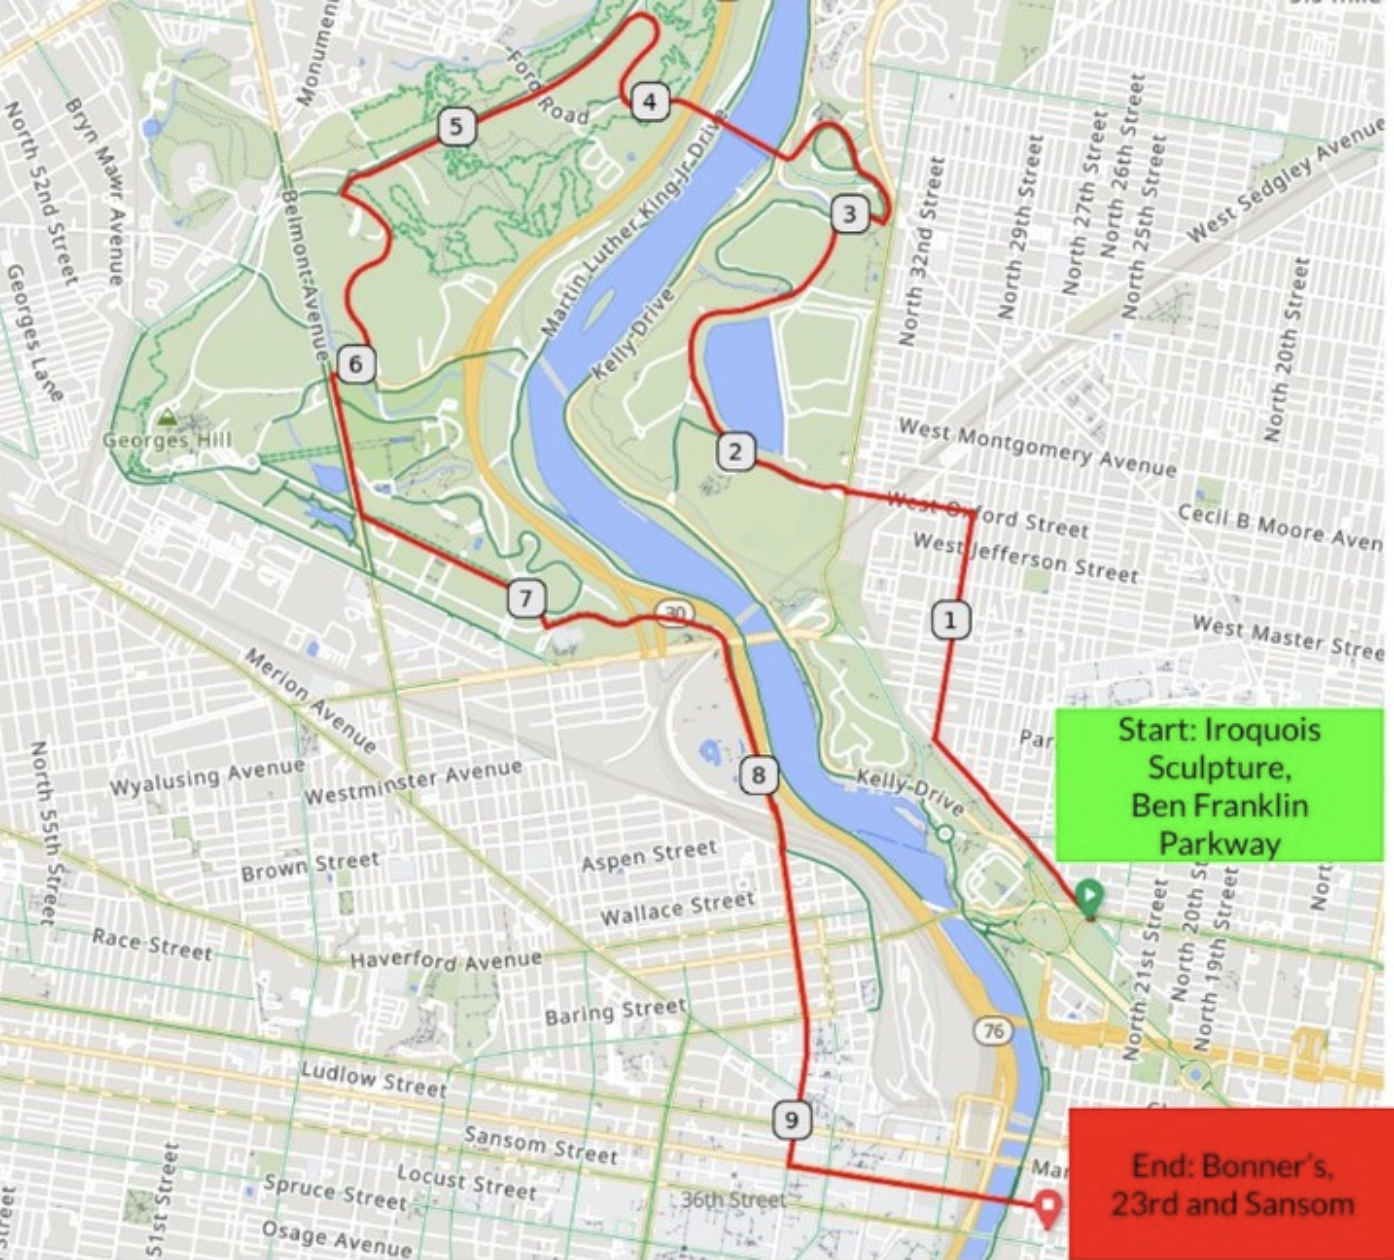 Monumen
Ford Road
4
5
North 52nd Street
Bryn Mawr Avenue
Belmont Avenue
Georges Lane
Martin Luther King Jr Drive
Kelly Drive
3
North 32nd Street
North 29th Street
North 27th Street
North 26th Street
North 25th Street
West Sedgley Avenue
North 20th Street
6
Georges Hill
2
West Montgomery Avenue
West Oxford Street
Cecil B Moore Aven
West Jefferson Street
7
30
1
West Master Stree
Merion Avenue
Par
Start: Iroquois
Sculpture,
Ben Franklin
Parkway
North 55th Street
Wyalusing Avenue
Westminster Avenue
8
Kelly Drive
Brown Street
Aspen Street
Wallace Street
Race Street
Haverford Avenue
Baring Street
North 21st Street
North 20th St
North 19th Street
Nort
76
Ludlow Street
9
Sansom Street
Locust Street
Spruce Street
36th Street
Osage Avenue
51st Street
Street
Mar
End: Bonner's,
23rd and Sansom